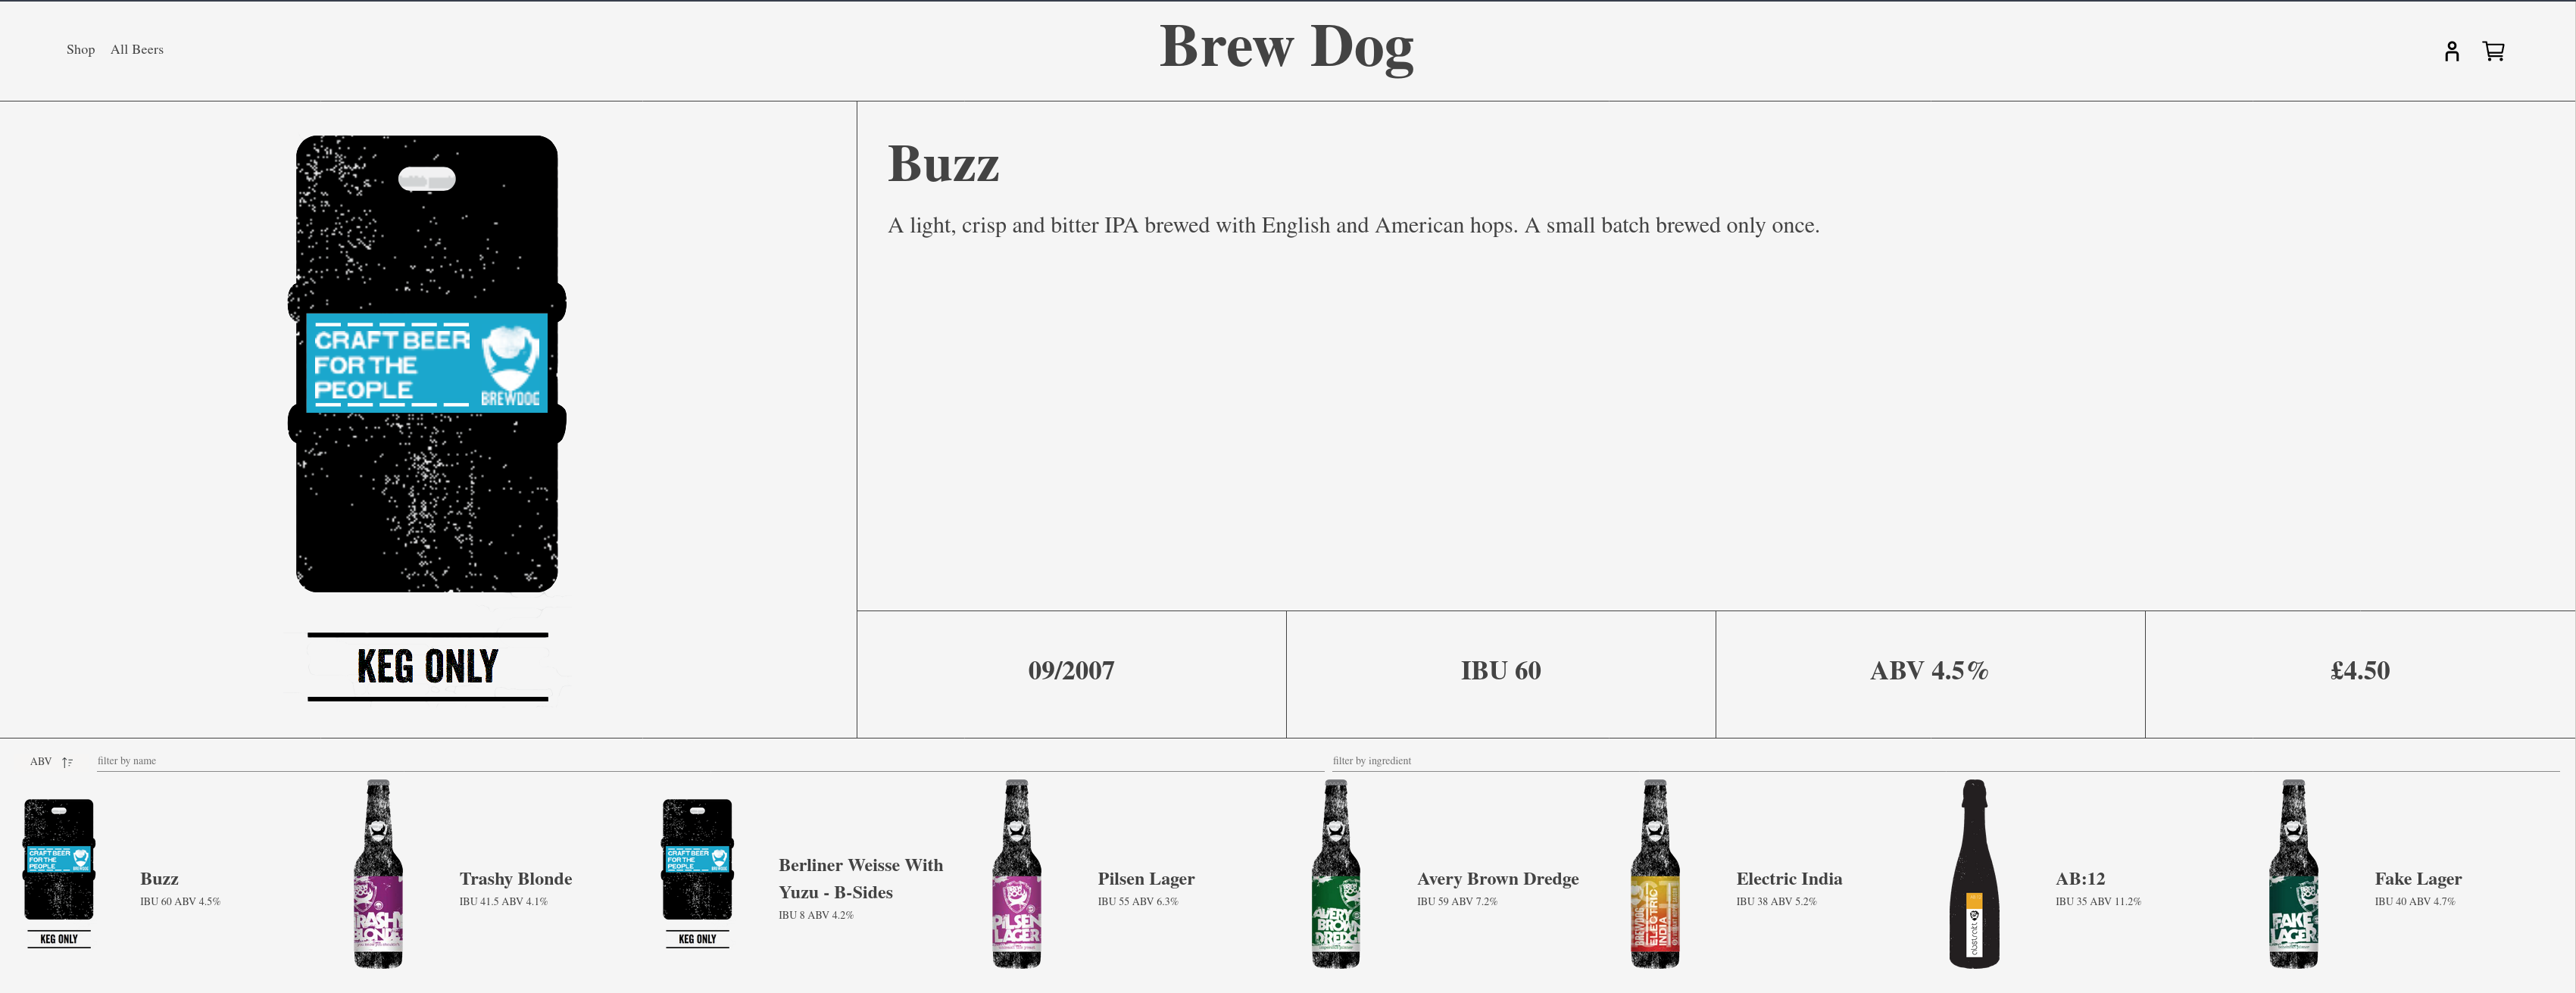 Shop All Beers
Brew Dog
CRAFT BEER
FOR THE
PEOPLE
BREWDOG
KEG ONLY
Buzz
A light, crisp and bitter IPA brewed with English and American hops. A small batch brewed only once.
09/2007
IBU 60
ABV 4.5%
£4.50
ABV
filter by name
filter by ingredient
CRAFT BEER
FOR THE
PEOPLE
BREWDOG
KEG ONLY
Buzz
IBU 60 ABV 4.5%
TRASHY
BLONDE
Trashy Blonde
IBU 41.5 ABV 4.1%
CRAFT BEER
FOR THE
PEOPLE
BREWDOG
KEG ONLY
Berliner Weisse With
Yuzu - B-Sides
IBU 8 ABV 4.2%
PILSEN
LAGER
Pilsen Lager
IBU 55 ABV 6.3%
AVERY
BROWN
DREDGE
Avery Brown Dredge
IBU 59 ABV 7.2%
BREWDOG
ELECTRIC
INDIA
Electric India
IBU 38 ABV 5.2%
AB:12
IBU 35 ABV 11.2%
FAKE
LAGER
Fake Lager
IBU 40 ABV 4.7%